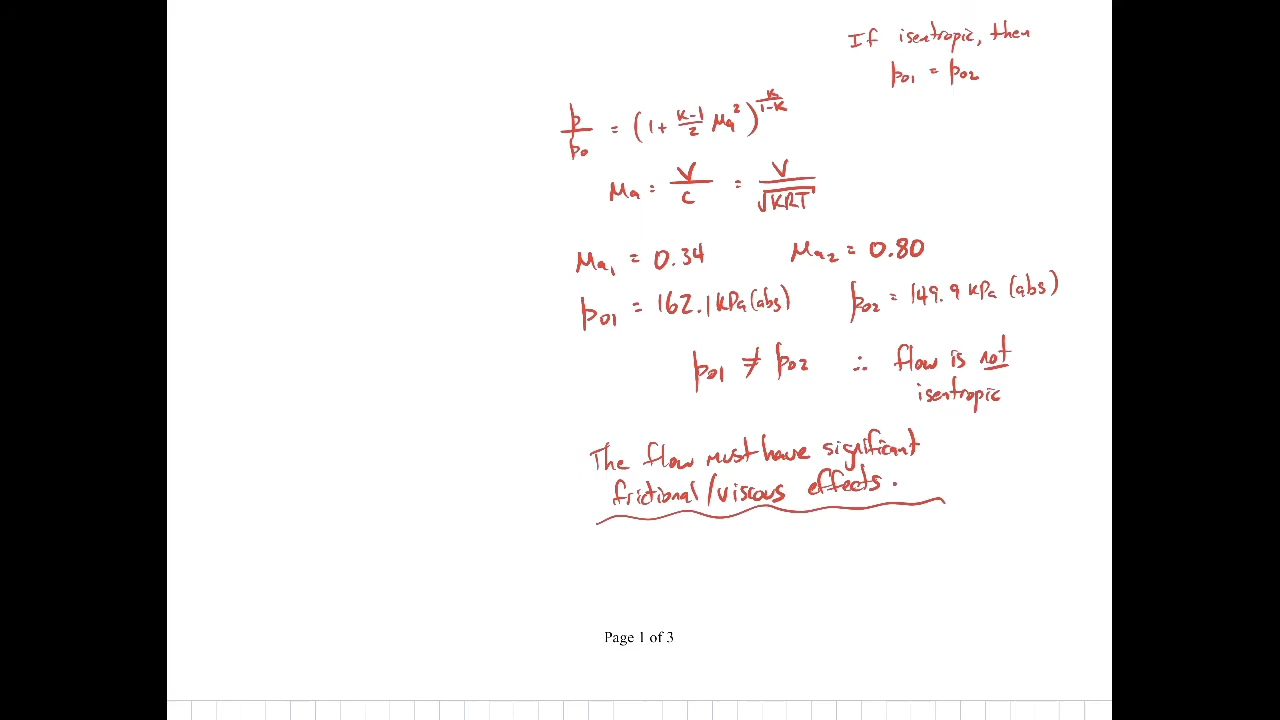 If isentropic, then
p01 = p02
p/p0 = (1 + (K-1)/2 Ma²)^(K/(1-K))
Ma = V/c = V/√KRT
Ma1 = 0.34 Ma2 = 0.80
p01 = 162.1 kPa (abs) p02 = 149.9 kPa (abs)
p01 ≠ p02 ∴ flow is not
isentropic
The flow must have significant
frictional/viscous effects.
Page 1 of 3